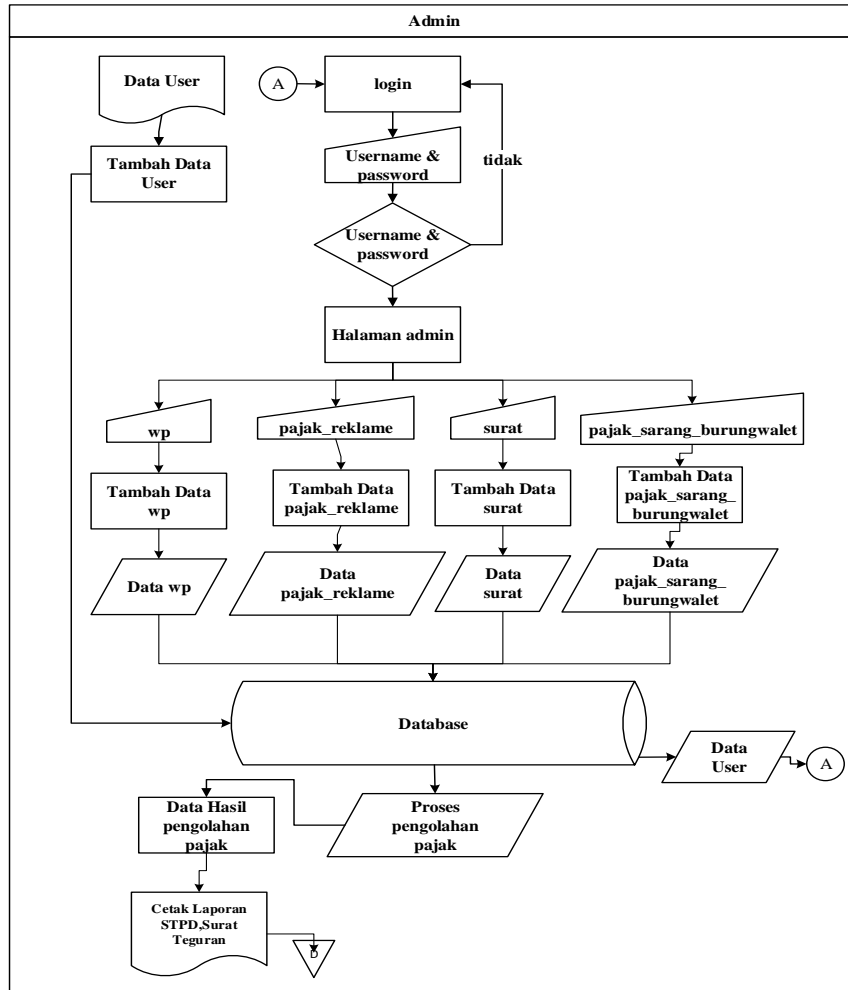 Admin
Data User
A
login
Tambah Data
User
Username &
password
tidak
Username &
password
Halaman admin
wp
pajak_reklame
surat
pajak_sarang_burungwalet
Tambah Data
wp
Tambah Data
pajak_reklame
Tambah Data
surat
Tambah Data
pajak_sarang_
burungwalet
Data wp
Data
pajak_reklame
Data
surat
Data
pajak_sarang_
burungwalet
Database
Data
User
A
Data Hasil
pengolahan
pajak
Proses
pengolahan
pajak
Cetak Laporan
STPD,Surat
Teguran
D